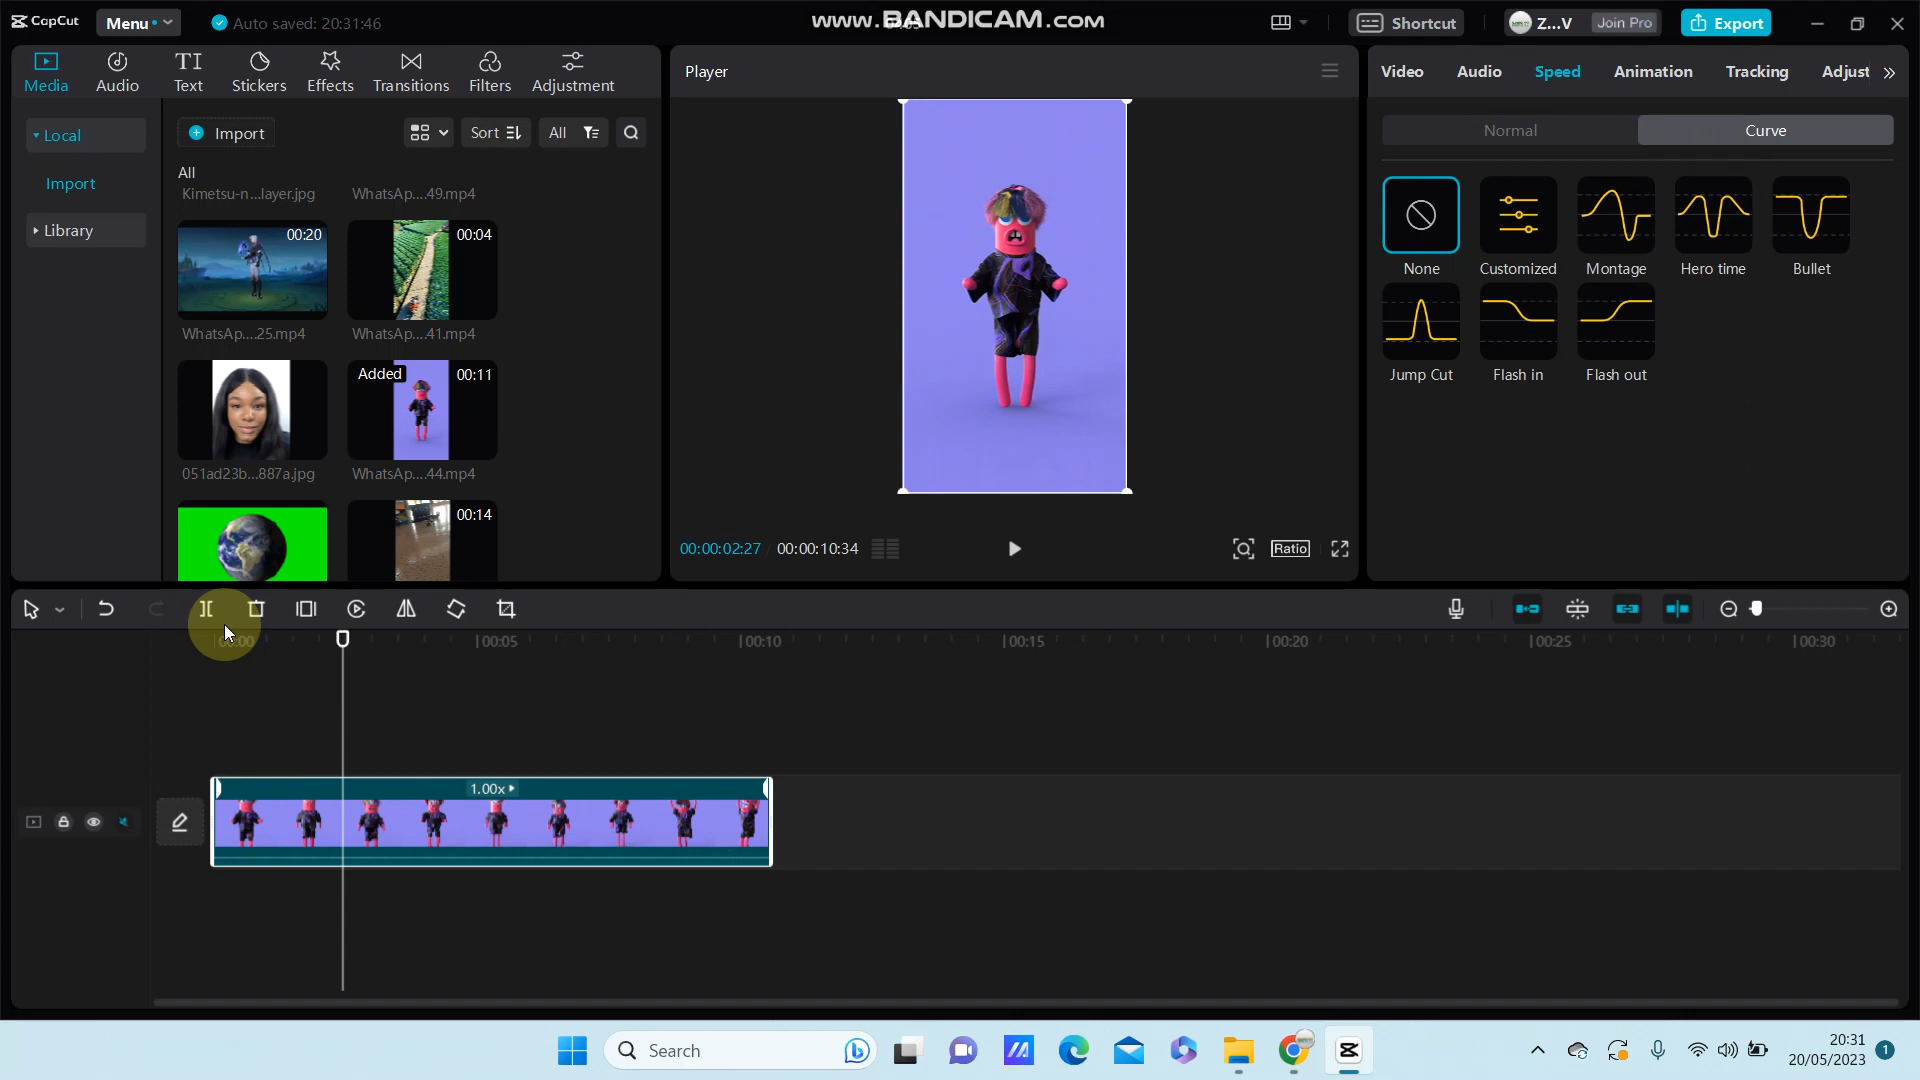 CapCut Menu Auto saved: 20:31:46 www.BANDICAM.com Shortcut Z...V Join Pro Export
Media Audio Text Stickers Effects Transitions Filters Adjustment
Player
Video Audio Speed Animation Tracking Adjust
Local
Import
Library
Import Sort All
All
Kimetsu-n...layer.jpg WhatsAp....49.mp4
00:20 00:04
WhatsAp....25.mp4 WhatsAp....41.mp4
Added 00:11
051ad23b...887a.jpg WhatsAp....44.mp4
00:14
00:00:02:27 00:00:10:34 Ratio
Normal Curve
None Customized Montage Hero time Bullet
Jump Cut Flash in Flash out
00:00 00:05 00:10 00:15 00:20 00:25 00:30
1.00x
Search
20:31
20/05/2023
1